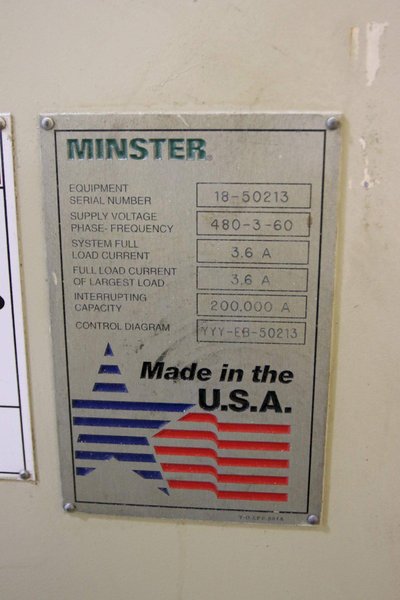 MINSTER
EQUIPMENT
SERIAL NUMBER 18-50213
SUPPLY VOLTAGE
PHASE- FREQUENCY 480-3-60
SYSTEM FULL
LOAD CURRENT 3.6 A
FULL LOAD CURRENT
OF LARGEST LOAD 3.6 A
INTERRUPTING
CAPACITY 200.000 A
CONTROL DIAGRAM YYY-EB-50213
Made in the
U.S.A.